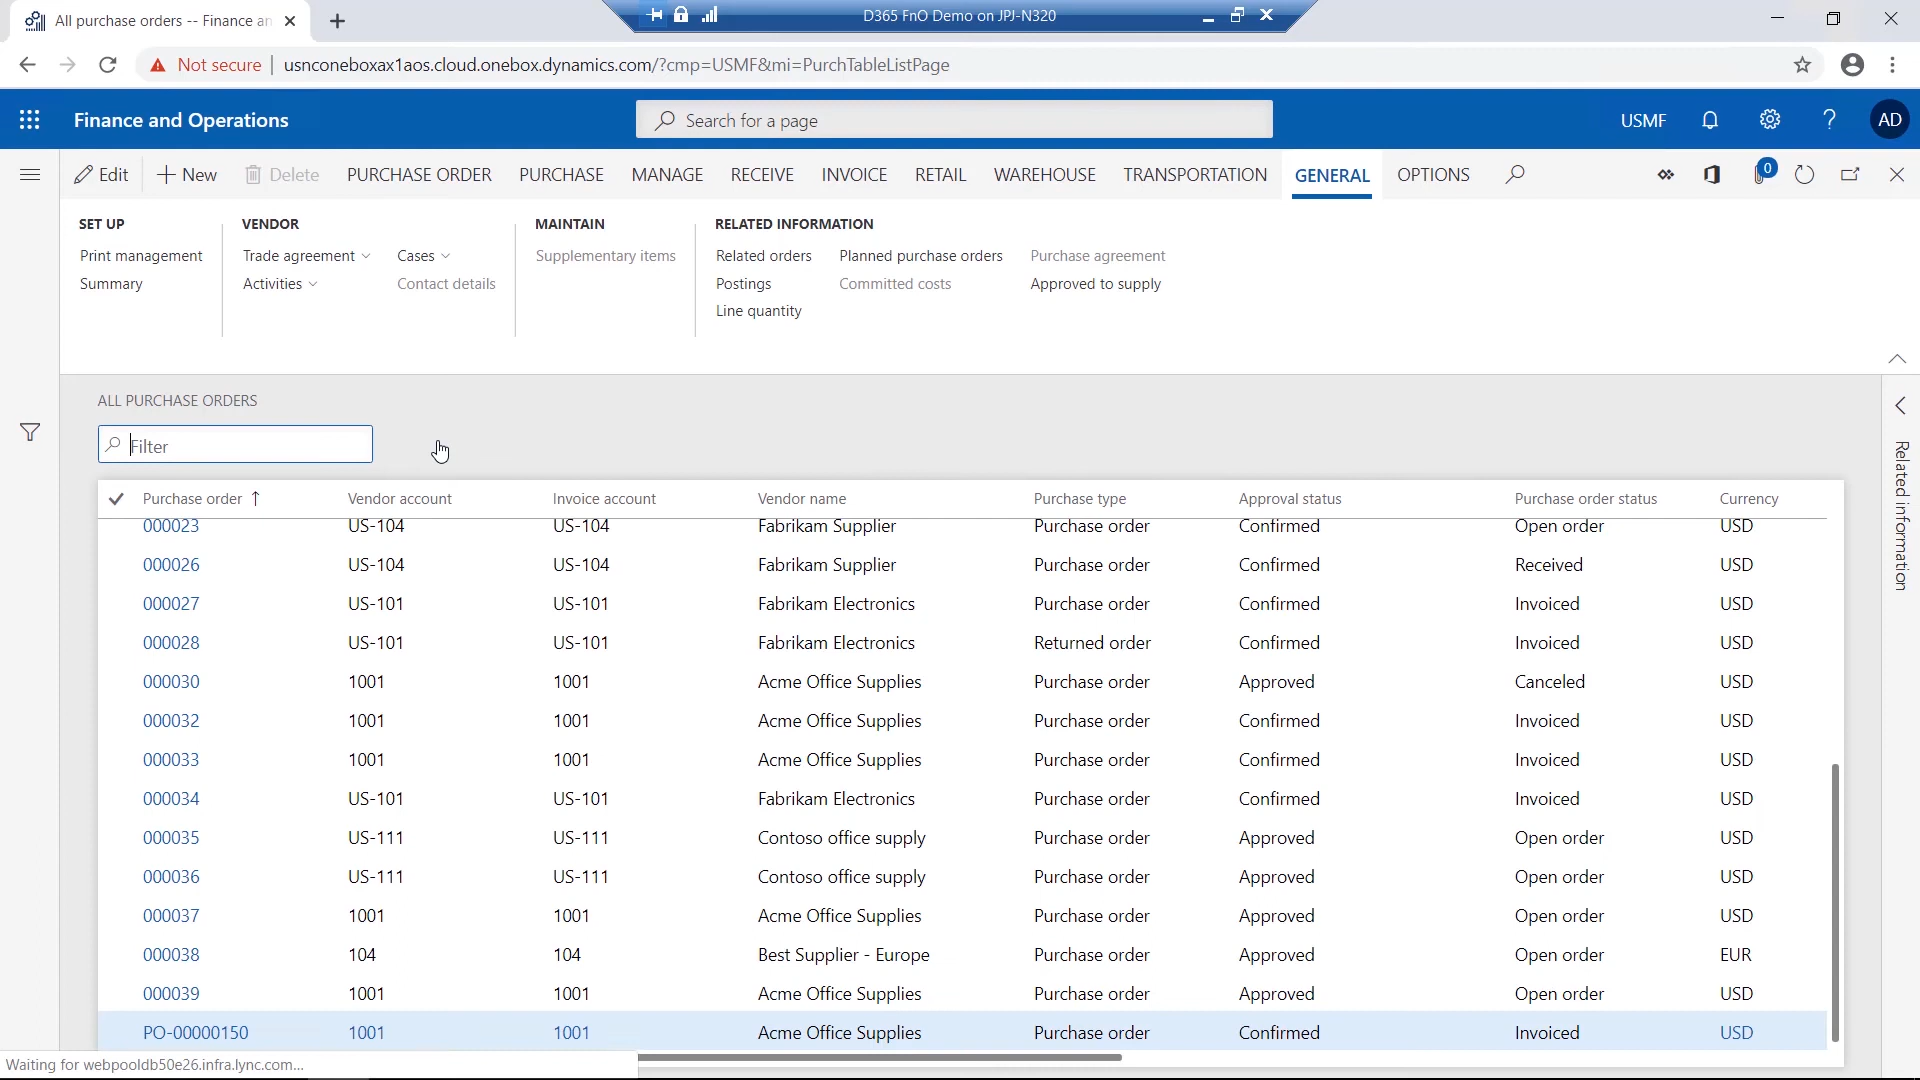 All purchase orders -- Finance an
D365 FnO Demo on JPJ-N320
Not secure | usnconeboxax1aos.cloud.onebox.dynamics.com/?cmp=USMF&mi=PurchTableListPage
Finance and Operations
Search for a page
USMF
?
AD
Edit
New
Delete
PURCHASE ORDER
PURCHASE
MANAGE
RECEIVE
INVOICE
RETAIL
WAREHOUSE
TRANSPORTATION
GENERAL
OPTIONS
0
SET UP
Print management
Summary
VENDOR
Trade agreement
Cases
Activities
Contact details
MAINTAIN
Supplementary items
RELATED INFORMATION
Related orders Planned purchase orders Purchase agreement
Postings Committed costs Approved to supply
Line quantity
ALL PURCHASE ORDERS
Filter
Related information
Purchase order Vendor account Invoice account Vendor name Purchase type Approval status Purchase order status Currency
000023 US-104 US-104 Fabrikam Supplier Purchase order Confirmed Open order USD
000026 US-104 US-104 Fabrikam Supplier Purchase order Confirmed Received USD
000027 US-101 US-101 Fabrikam Electronics Purchase order Confirmed Invoiced USD
000028 US-101 US-101 Fabrikam Electronics Returned order Confirmed Invoiced USD
000030 1001 1001 Acme Office Supplies Purchase order Approved Canceled USD
000032 1001 1001 Acme Office Supplies Purchase order Confirmed Invoiced USD
000033 1001 1001 Acme Office Supplies Purchase order Confirmed Invoiced USD
000034 US-101 US-101 Fabrikam Electronics Purchase order Confirmed Invoiced USD
000035 US-111 US-111 Contoso office supply Purchase order Approved Open order USD
000036 US-111 US-111 Contoso office supply Purchase order Approved Open order USD
000037 1001 1001 Acme Office Supplies Purchase order Approved Open order USD
000038 104 104 Best Supplier - Europe Purchase order Approved Open order EUR
000039 1001 1001 Acme Office Supplies Purchase order Approved Open order USD
PO-00000150 1001 1001 Acme Office Supplies Purchase order Confirmed Invoiced USD
Waiting for webpooldb50e26.infra.lync.com...